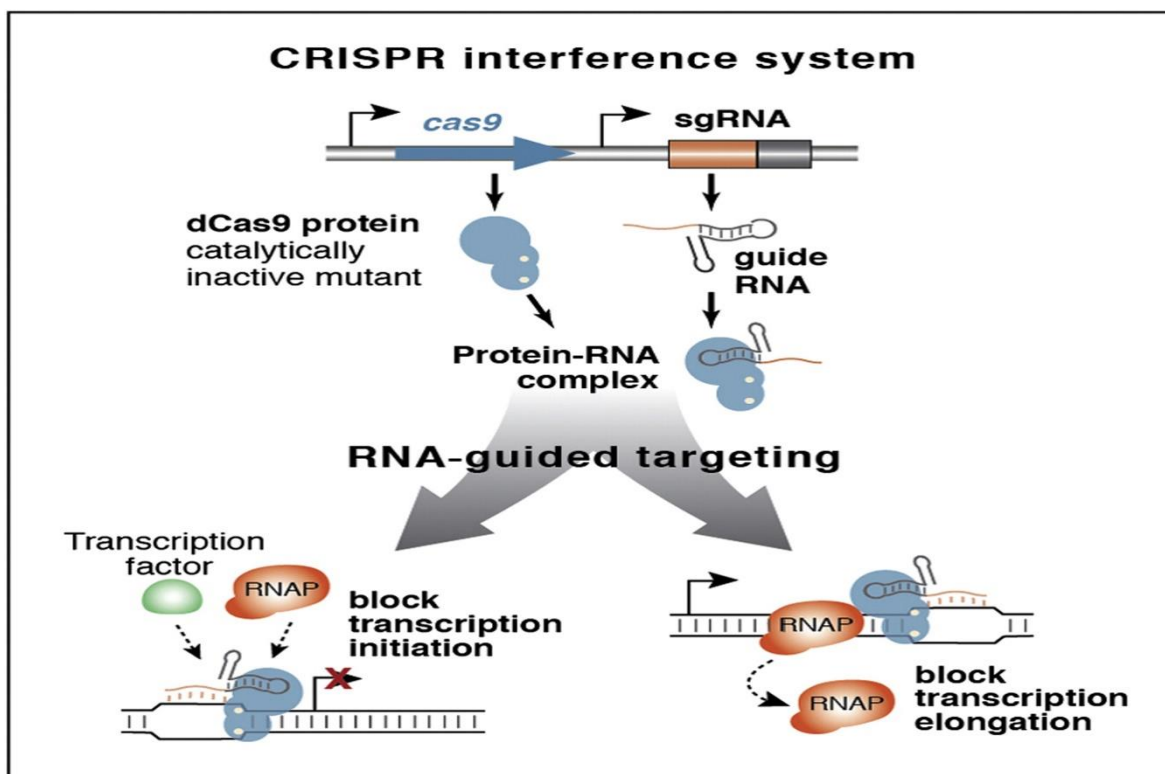 CRISPR interference system
cas9
sgRNA
dCas9 protein
catalytically
inactive mutant
guide
RNA
Protein-RNA
complex
RNA-guided targeting
Transcription
factor
RNAP
block
transcription
initiation
RNAP
RNAP
block
transcription
elongation